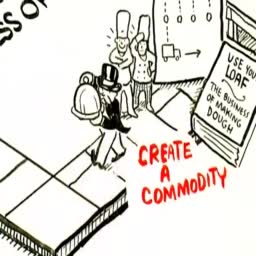 SS OF
USE YOUR
LOAF
THE BUSINESS
OF MAKING
DOUGH
CREATE
A
COMMODITY